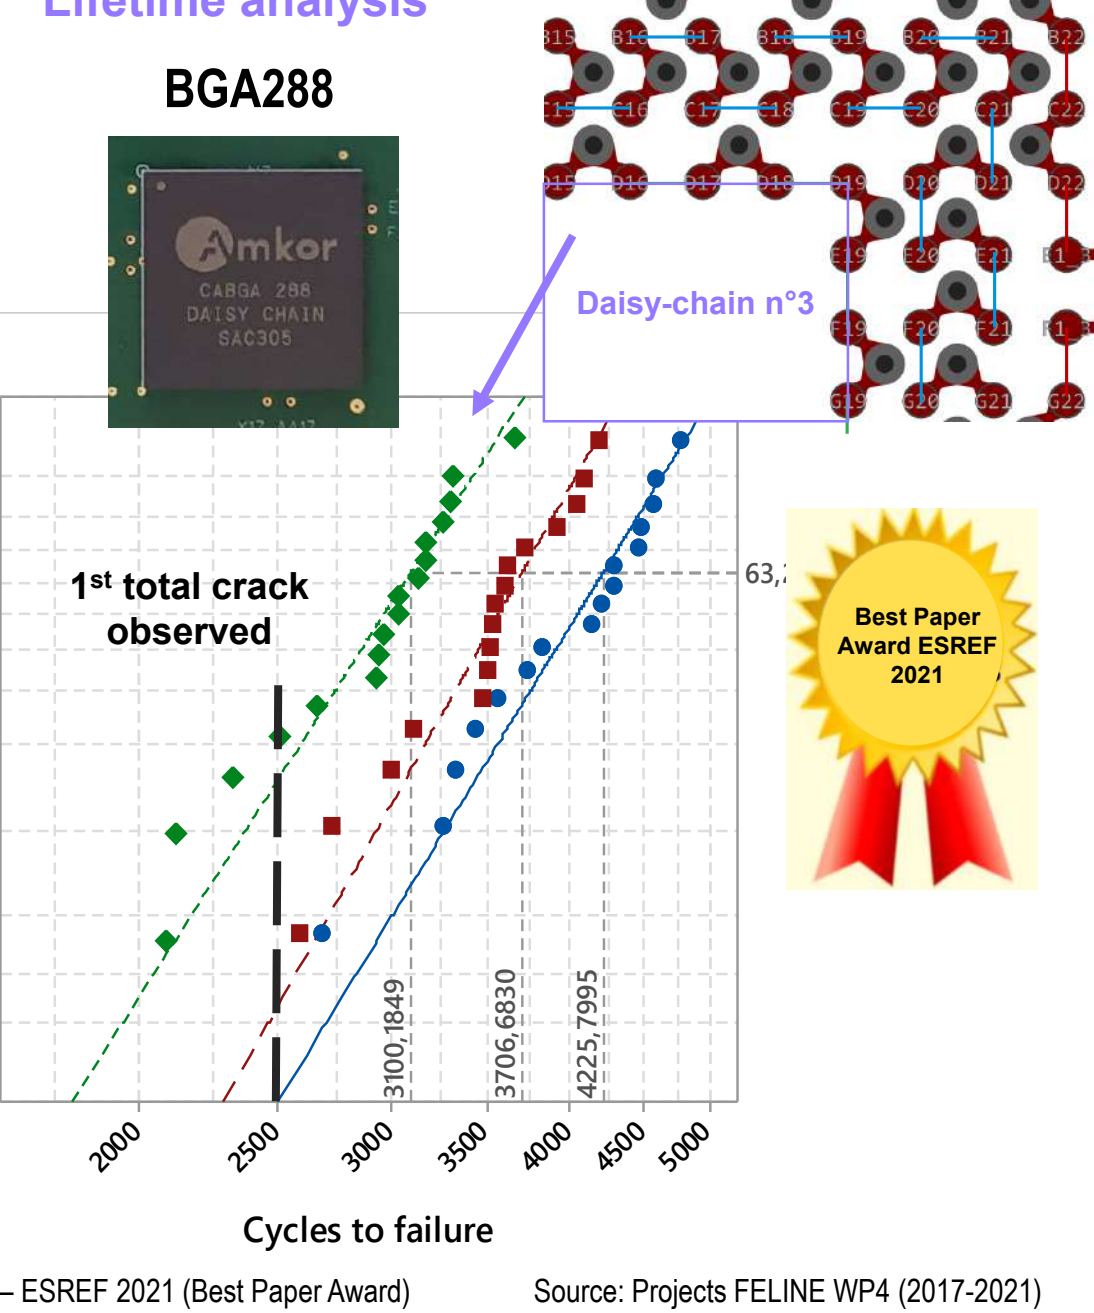 Lifetime analysis
BGA288
Amkor
CABGA 288
DAISY CHAIN
SAC305
B15 B16 B17 B18 B19 B20 B21 B22
C15 C16 C17 C18 C19 C20 C21 C22
D15 D16 D17 D18 D19 D20 D21 D22
E19 E20 E21
F19 F20 F21
G19 G20 G21 G22
Daisy-chain n°3
1st total crack
observed
63,2
Best Paper
Award ESREF
2021
3100,1849
3706,6830
4225,7995
2000 2500 3000 3500 4000 4500 5000
Cycles to failure
– ESREF 2021 (Best Paper Award)
Source: Projects FELINE WP4 (2017-2021)